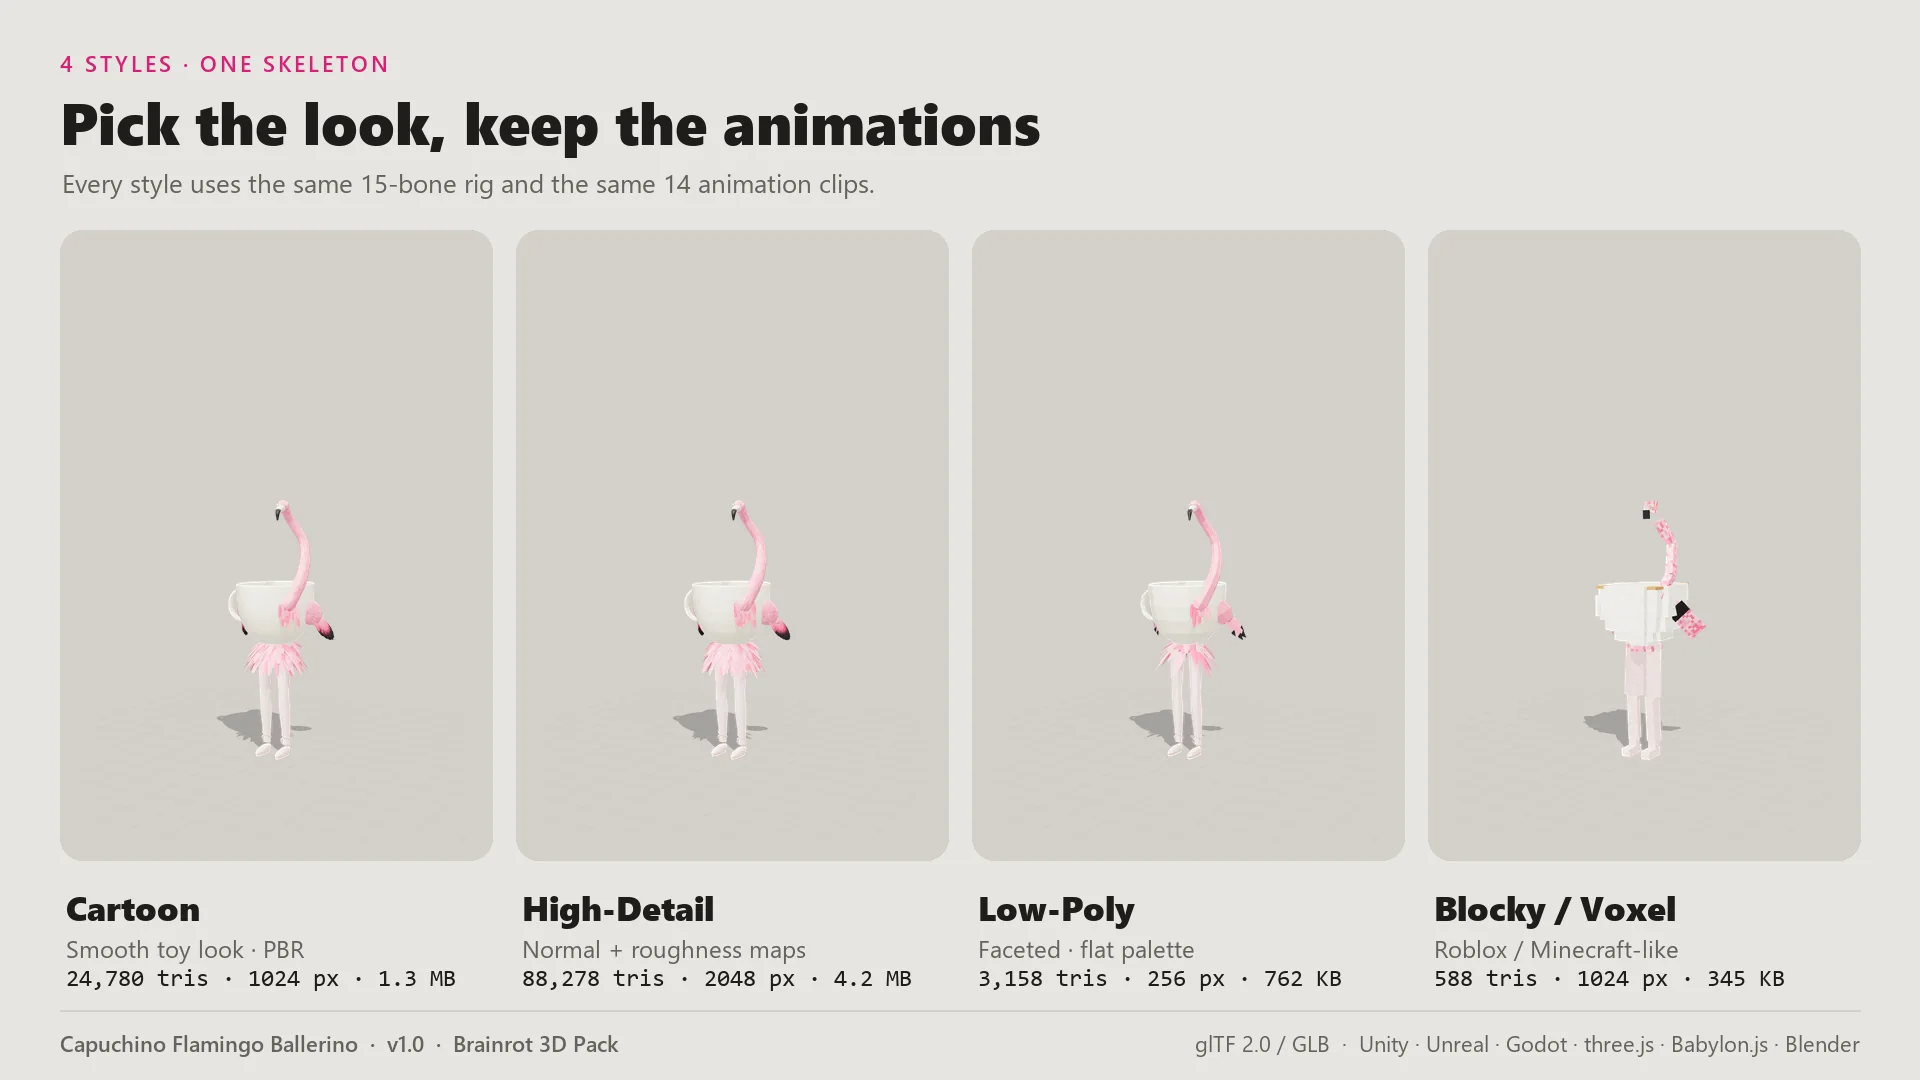 4 STYLES · ONE SKELETON
Pick the look, keep the animations
Every style uses the same 15-bone rig and the same 14 animation clips.
Cartoon
Smooth toy look · PBR
24,780 tris · 1024 px · 1.3 MB
High-Detail
Normal + roughness maps
88,278 tris · 2048 px · 4.2 MB
Low-Poly
Faceted · flat palette
3,158 tris · 256 px · 762 KB
Blocky / Voxel
Roblox / Minecraft-like
588 tris · 1024 px · 345 KB
Capuchino Flamingo Ballerino · v1.0 · Brainrot 3D Pack
glTF 2.0 / GLB · Unity · Unreal · Godot · three.js · Babylon.js · Blender